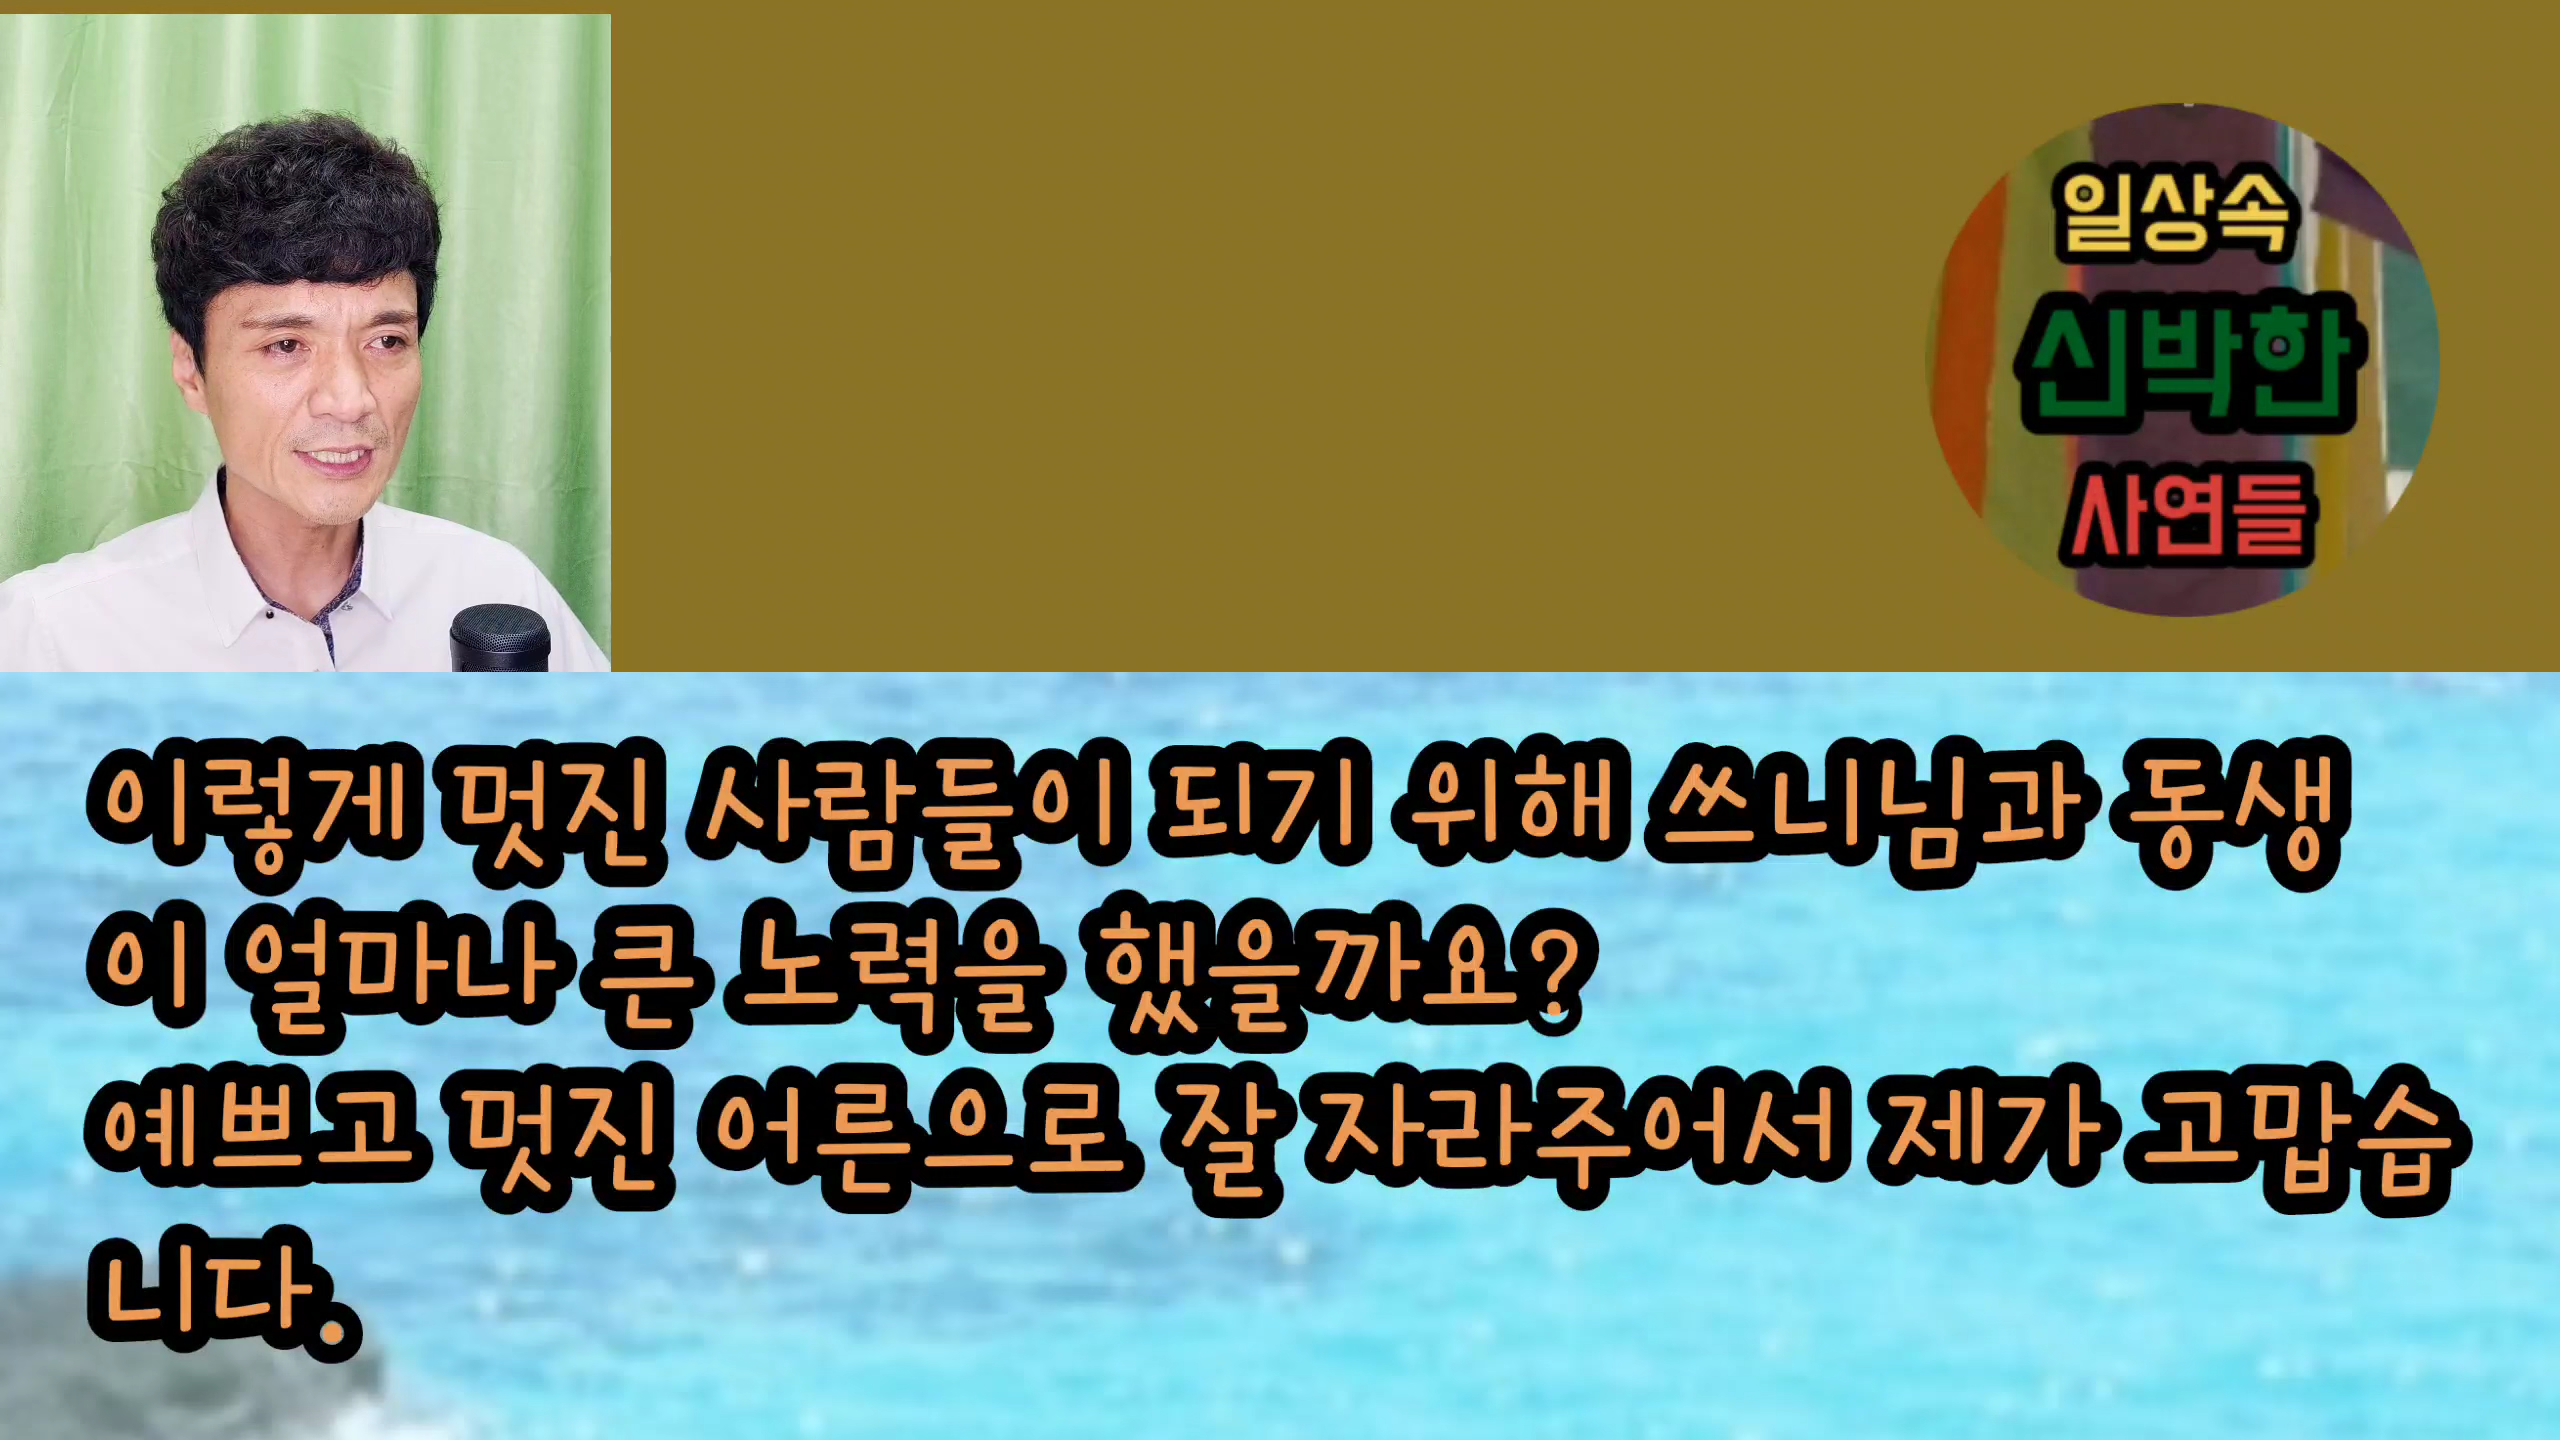 일상속
신박한
사연들
이렇게 멋진 사람들이 되기 위해 쓰니님과 동생
이 얼마나 큰 노력을 했을까요?
예쁘고 멋진 어른으로 잘 자라주어서 제가 고맙습
니다.